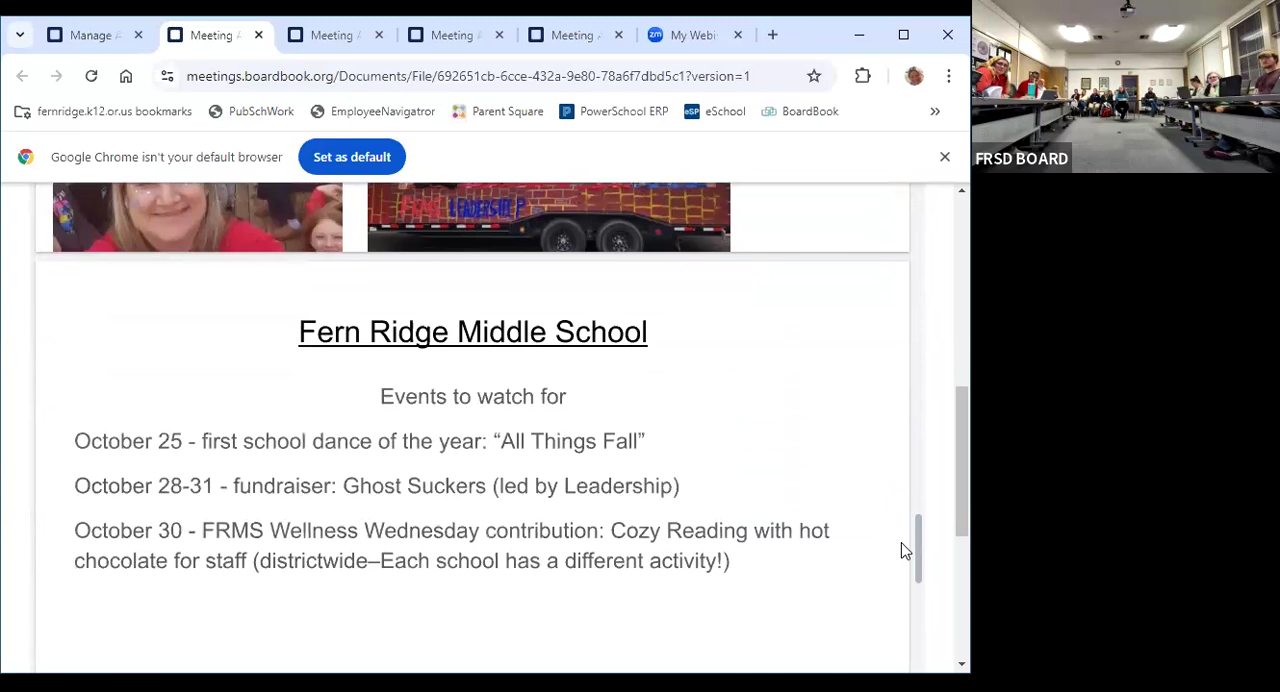 Manage
Meeting
Meeting
Meeting
Meeting
zm My Webi
meetings.boardbook.org/Documents/File/692651cb-6cce-432a-9e80-78a6f7dbd5c1?version=1
fernridge.k12.or.us bookmarks PubSchWork EmployeeNavigator Parent Square PowerSchool ERP eSP eSchool BoardBook
Google Chrome isn't your default browser Set as default
LEADERSHIP
FRSD BOARD
Fern Ridge Middle School
Events to watch for
October 25 - first school dance of the year: “All Things Fall”
October 28-31 - fundraiser: Ghost Suckers (led by Leadership)
October 30 - FRMS Wellness Wednesday contribution: Cozy Reading with hot
chocolate for staff (districtwide–Each school has a different activity!)